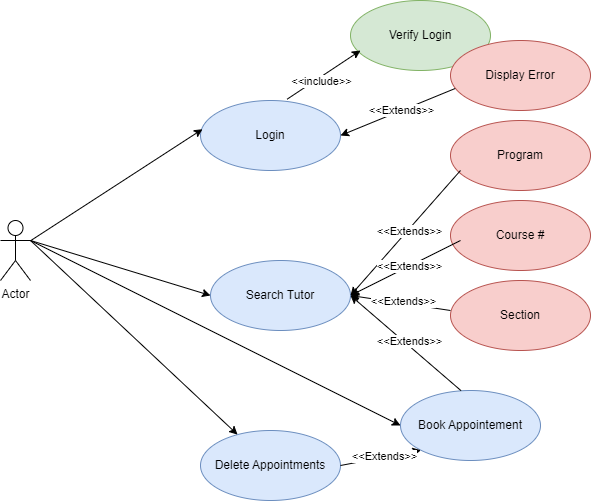 Verify Login
Display Error
<<include>>
<<Extends>>
Login
Program
<<Extends>>
Course #
<<Extends>>
Actor
Search Tutor
<<Extends>>
Section
<<Extends>>
Book Appointement
Delete Appointments
<<Extends>>